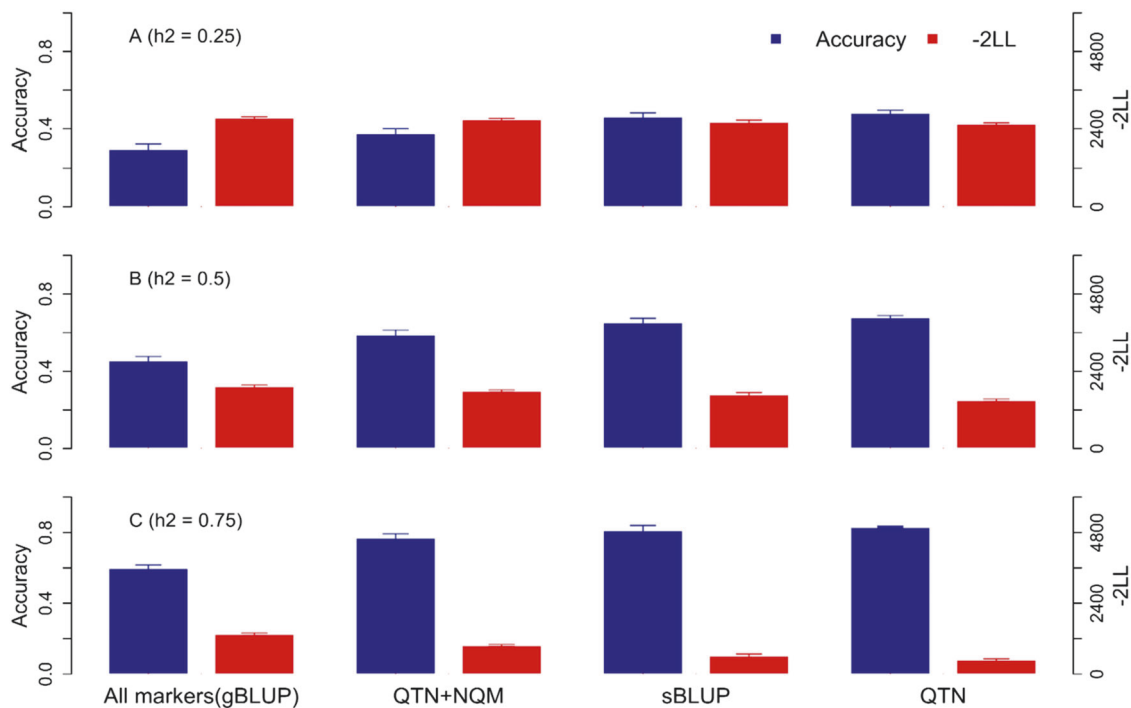 A (h2 = 0.25)
Accuracy -2LL
0.0 0.4 0.8
Accuracy
0 2400 4800
-2LL
B (h2 = 0.5)
0.0 0.4 0.8
Accuracy
0 2400 4800
-2LL
C (h2 = 0.75)
0.0 0.4 0.8
Accuracy
0 2400 4800
-2LL
All markers(gBLUP) QTN+NQM sBLUP QTN